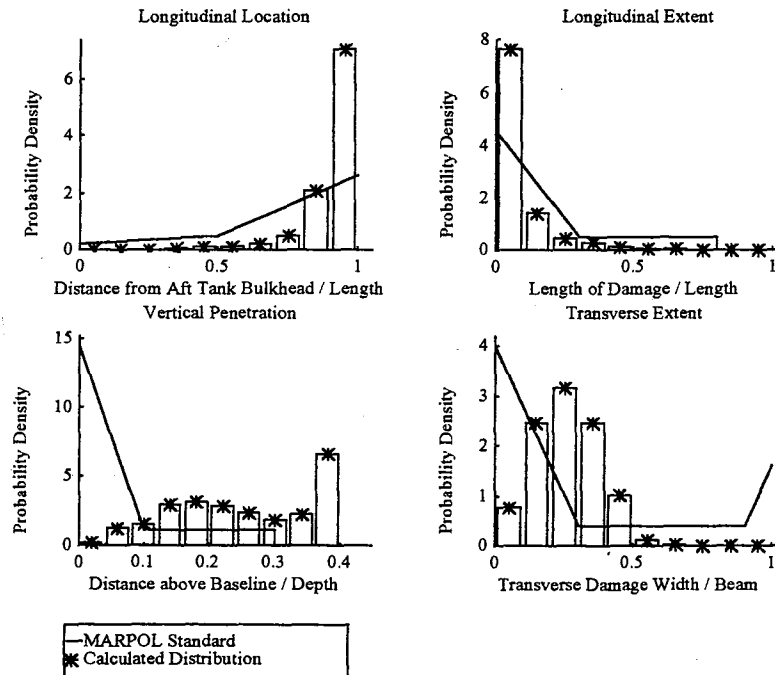 Longitudinal Location
Probability Density
6
4
2
0
0
0.5
1
Distance from Aft Tank Bulkhead / Length
Longitudinal Extent
Probability Density
8
6
4
2
0
0
0.5
1
Length of Damage / Length
Vertical Penetration
Probability Density
15
10
5
0
0
0.1
0.2
0.3
0.4
Distance above Baseline / Depth
Transverse Extent
Probability Density
4
3
2
1
0
0
0.5
1
Transverse Damage Width / Beam
MARPOL Standard
Calculated Distribution